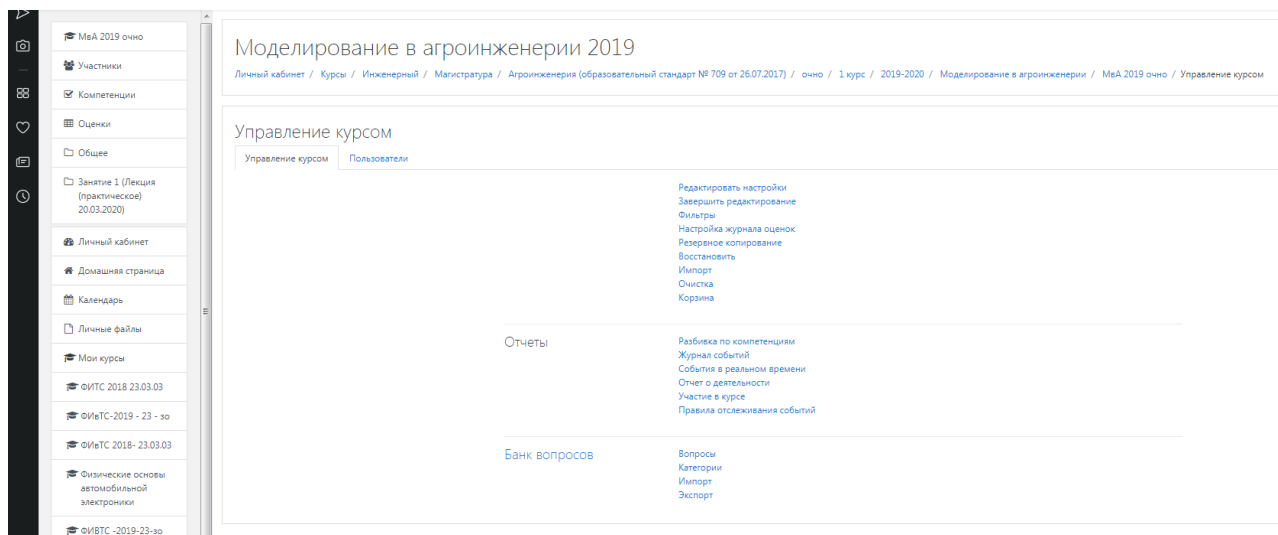 МвА 2019 очно
Участники
Компетенции
Оценки
Общее
Занятие 1 (Лекция
(практическое)
20.03.2020)
Личный кабинет
Домашняя страница
Календарь
Личные файлы
Мои курсы
ФИТС 2018 23.03.03
ФИвТС-2019 - 23 - зо
ФИвТС 2018- 23.03.03
Физические основы
автомобильной
электроники
ФИВТС -2019-23-зо
Моделирование в агроинженерии 2019
Личный кабинет / Курсы / Инженерный / Магистратура / Агроинженерия (образовательный стандарт № 709 от 26.07.2017) / очно / 1 курс / 2019-2020 / Моделирование в агроинженерии / МвА 2019 очно / Управление курсом
Управление курсом
Управление курсом Пользователи
Редактировать настройки
Завершить редактирование
Фильтры
Настройка журнала оценок
Резервное копирование
Восстановить
Импорт
Очистка
Корзина
Отчеты
Разбивка по компетенциям
Журнал событий
События в реальном времени
Отчет о деятельности
Участие в курсе
Правила отслеживания событий
Банк вопросов
Вопросы
Категории
Импорт
Экспорт